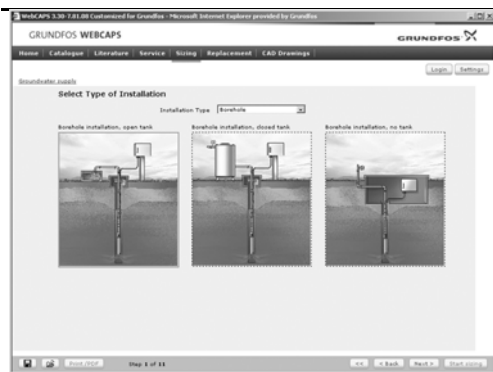 WebCAPS 3.30-7.01.00 Customized for Grundfos - Microsoft Internet Explorer provided by Grundfos
GRUNDFOS WEBCAPS
GRUNDFOS
Home Catalogue Literature Service Sizing Replacement CAD Drawings
Login Settings
Groundwater supply
Select Type of Installation
Installation Type Borehole
Borehole installation, open tank Borehole installation, closed tank Borehole installation, no tank
Print/PDF Step 1 of 11 << < Back Next > Start sizing